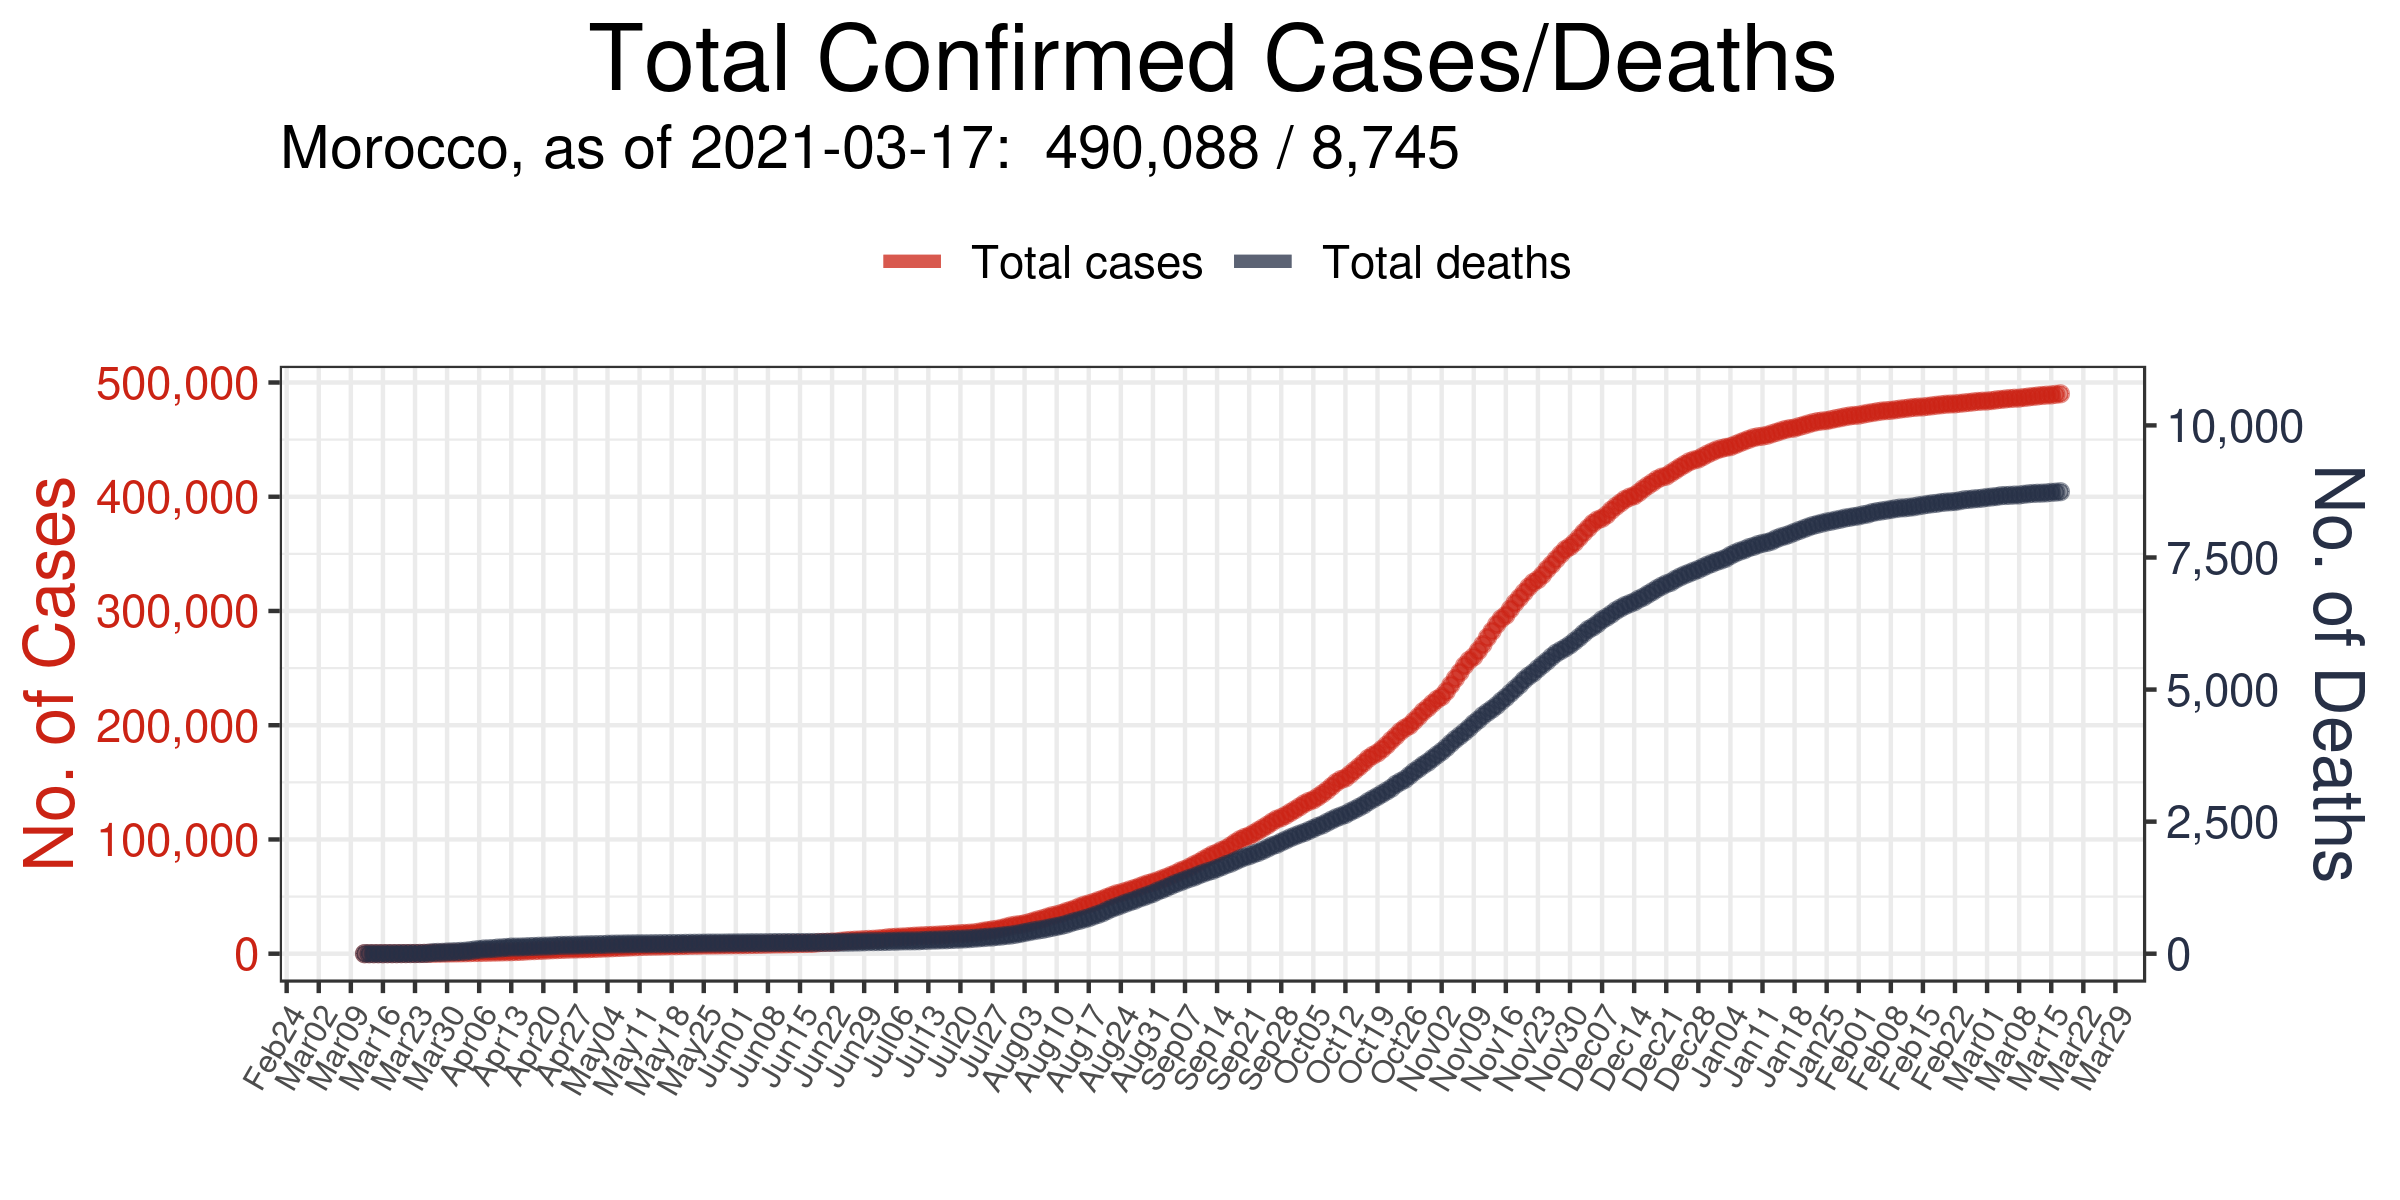 Total Confirmed Cases/Deaths
Morocco, as of 2021-03-17:  490,088 / 8,745
Total cases
Total deaths
No. of Cases
500,000
400,000
300,000
200,000
100,000
0
10,000
7,500
5,000
2,500
0
No. of Deaths
Feb24
Mar02
Mar09
Mar16
Mar23
Mar30
Apr06
Apr13
Apr20
Apr27
May04
May11
May18
May25
Jun01
Jun08
Jun15
Jun22
Jun29
Jul06
Jul13
Jul20
Jul27
Aug03
Aug10
Aug17
Aug24
Aug31
Sep07
Sep14
Sep21
Sep28
Oct05
Oct12
Oct19
Oct26
Nov02
Nov09
Nov16
Nov23
Nov30
Dec07
Dec14
Dec21
Dec28
Jan04
Jan11
Jan18
Jan25
Feb01
Feb08
Feb15
Feb22
Mar01
Mar08
Mar15
Mar22
Mar29